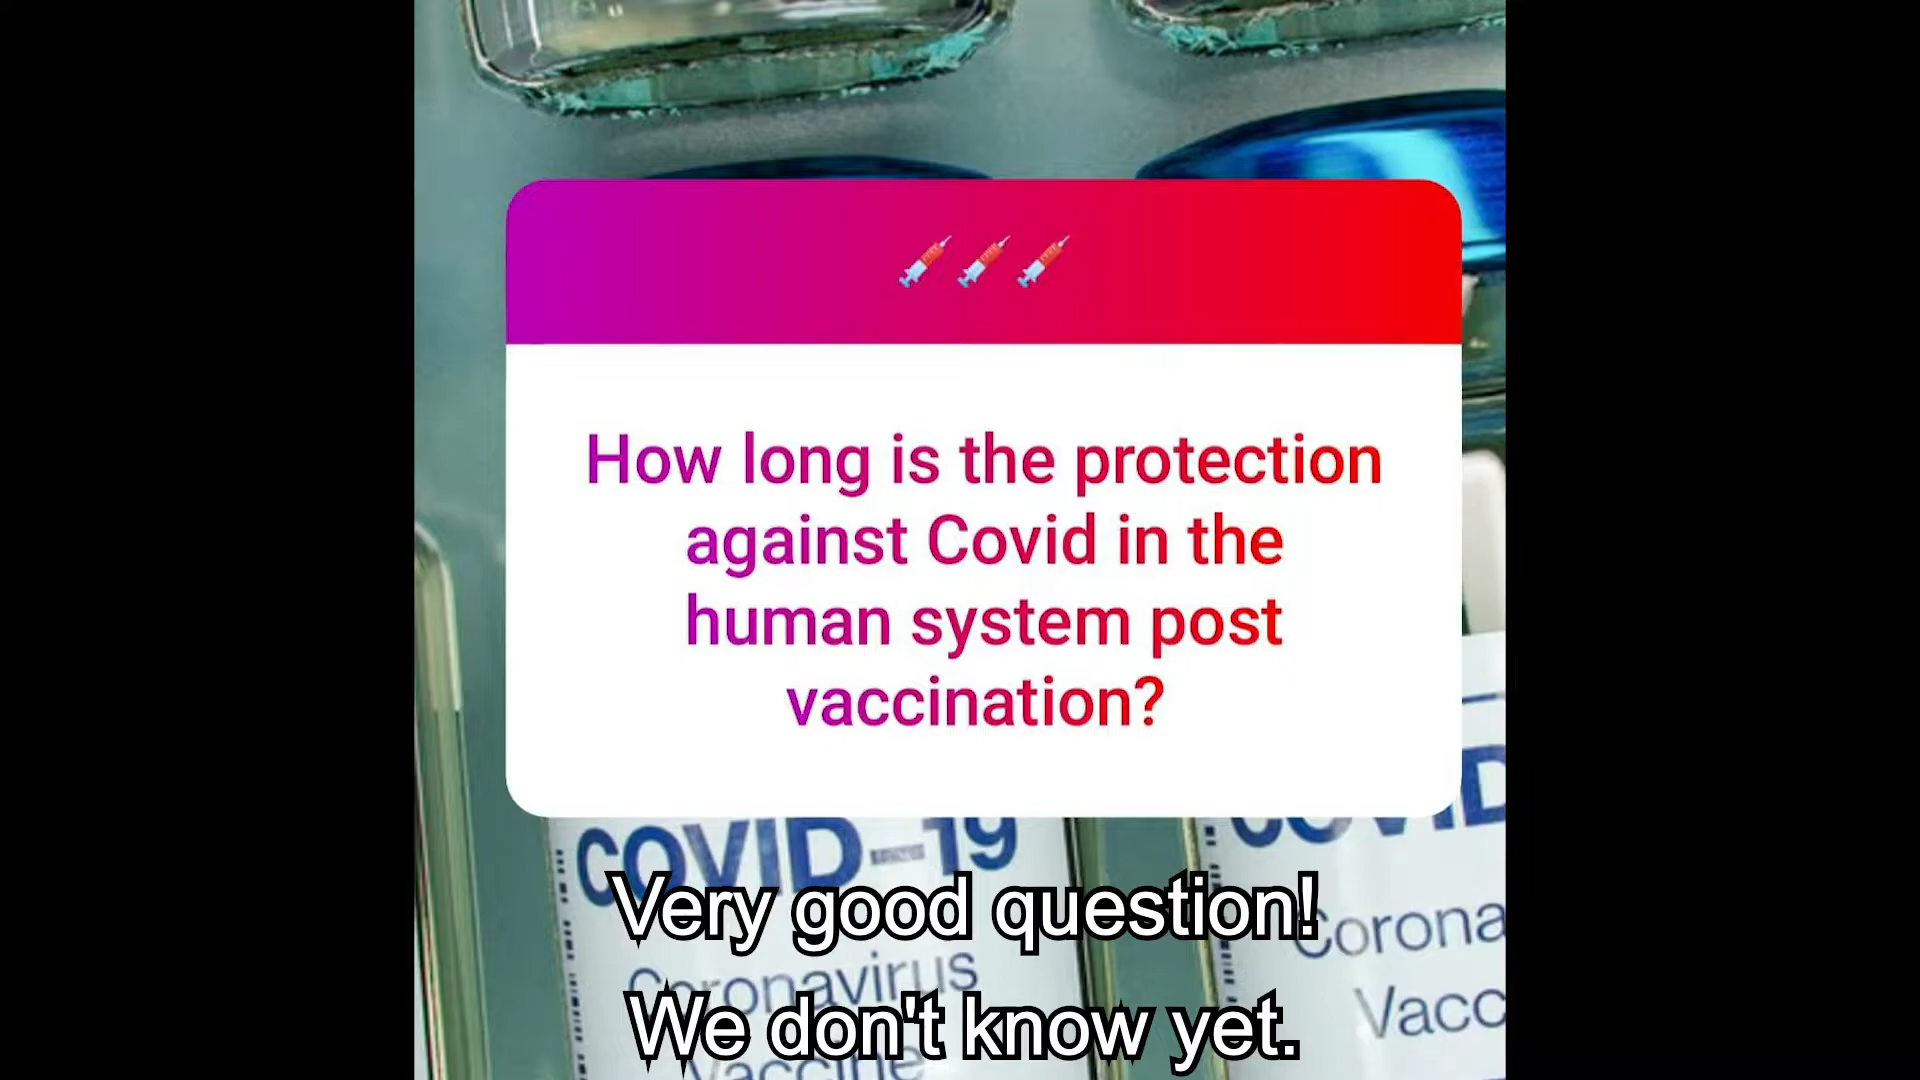 How long is the protection
against Covid in the
human system post
vaccination?
COVID-19
Very good question!
Corona
Coronavirus
Vacc
We don't know yet.
Vaccine